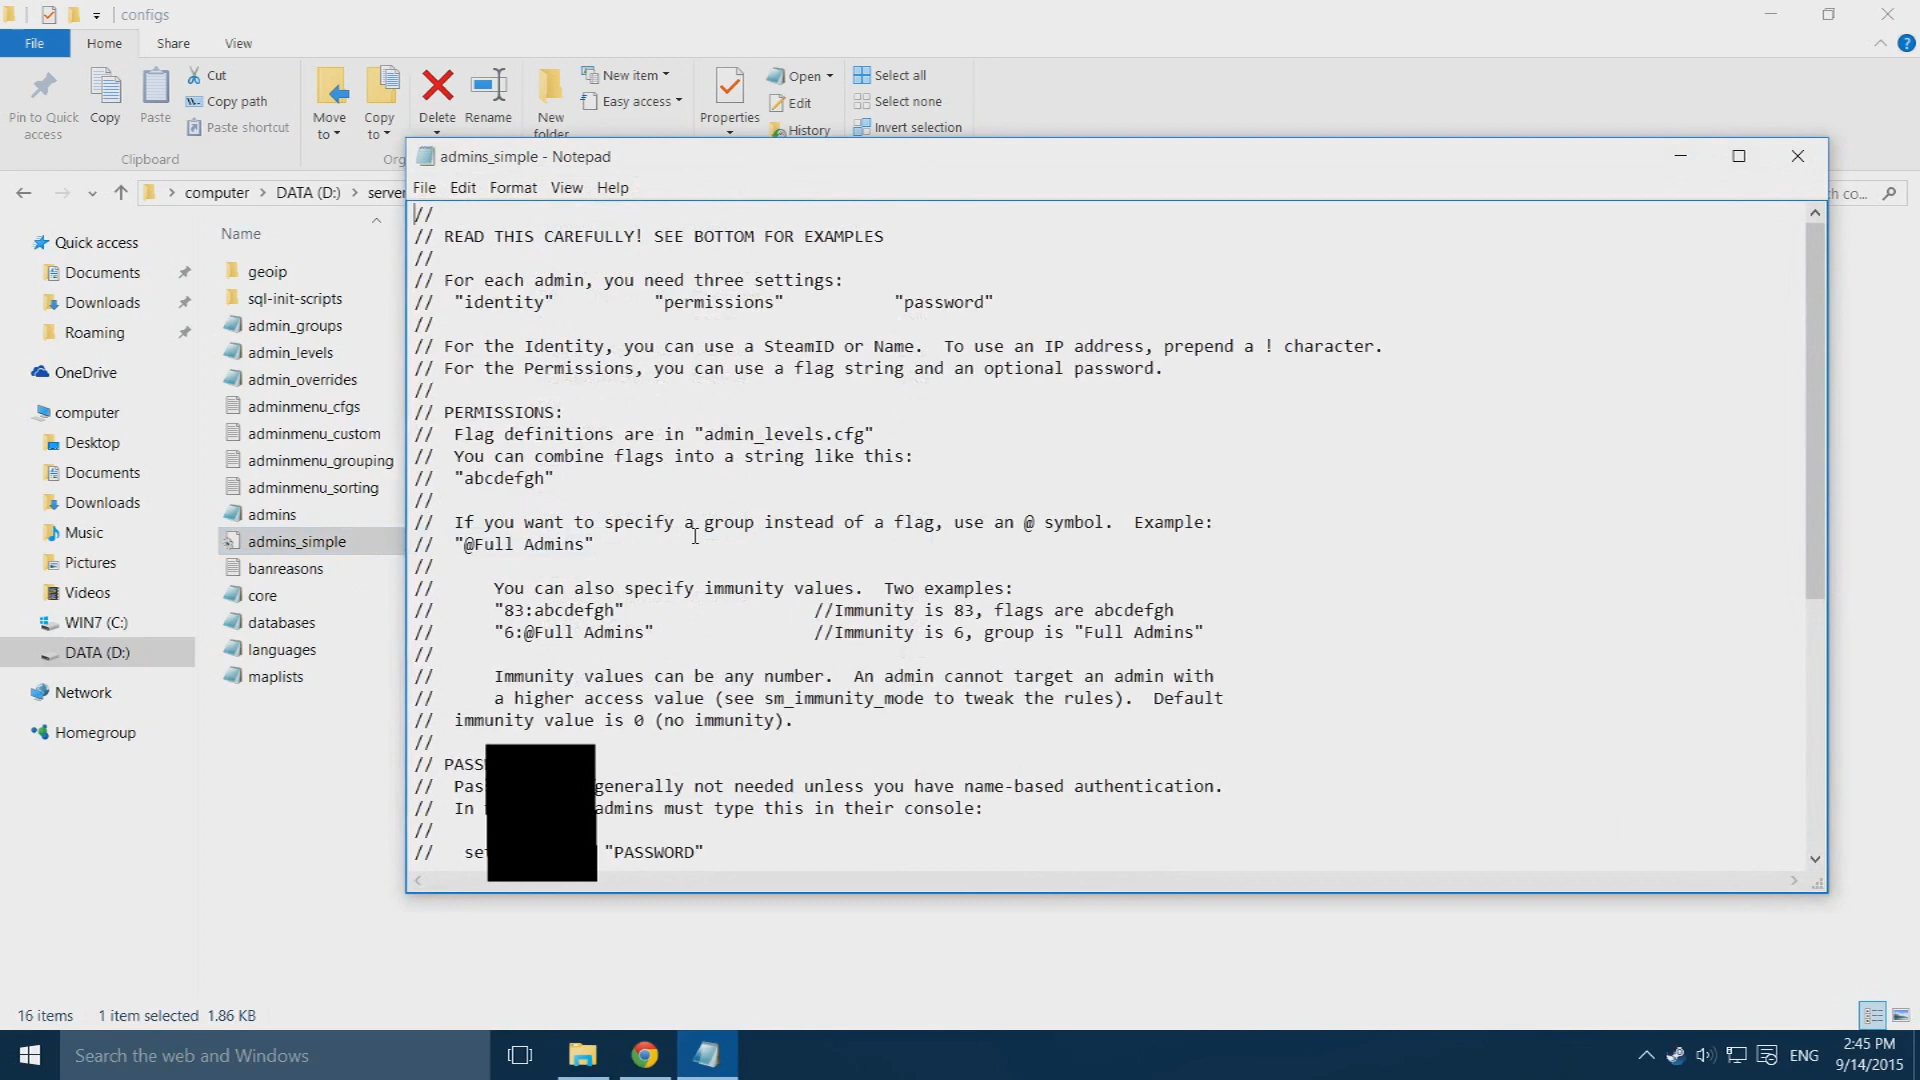 configs
File
Home
Share
View
Pin to Quick access
Copy
Paste
Cut
Copy path
Paste shortcut
Clipboard
Move to
Copy to
Delete
Rename
Org
New folder
New item
Easy access
Properties
Open
Edit
History
Select all
Select none
Invert selection
computer
DATA (D:)
server
h co...
Quick access
Documents
Downloads
Roaming
OneDrive
computer
Desktop
Documents
Downloads
Music
Pictures
Videos
WIN7 (C:)
DATA (D:)
Network
Homegroup
Name
geoip
sql-init-scripts
admin_groups
admin_levels
admin_overrides
adminmenu_cfgs
adminmenu_custom
adminmenu_grouping
adminmenu_sorting
admins
admins_simple
banreasons
core
databases
languages
maplists
admins_simple - Notepad
File Edit Format View Help
//
// READ THIS CAREFULLY! SEE BOTTOM FOR EXAMPLES
//
// For each admin, you need three settings:
// "identity" "permissions" "password"
//
// For the Identity, you can use a SteamID or Name. To use an IP address, prepend a ! character.
// For the Permissions, you can use a flag string and an optional password.
//
// PERMISSIONS:
// Flag definitions are in "admin_levels.cfg"
// You can combine flags into a string like this:
// "abcdefgh"
//
// If you want to specify a group instead of a flag, use an @ symbol. Example:
// "@Full Admins"
//
// You can also specify immunity values. Two examples:
// "83:abcdefgh" //Immunity is 83, flags are abcdefgh
// "6:@Full Admins" //Immunity is 6, group is "Full Admins"
//
// Immunity values can be any number. An admin cannot target an admin with
// a higher access value (see sm_immunity_mode to tweak the rules). Default
// immunity value is 0 (no immunity).
//
// PASS
// Pas generally not needed unless you have name-based authentication.
// In admins must type this in their console:
//
// set "PASSWORD"
16 items 1 item selected 1.86 KB
Search the web and Windows
ENG
2:45 PM
9/14/2015